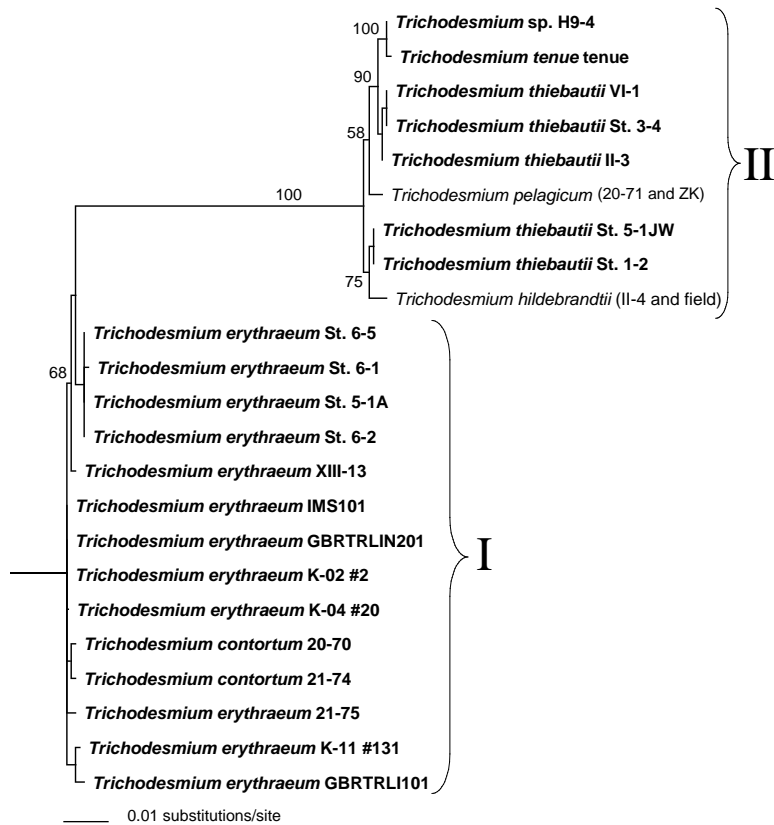 100
Trichodesmium sp. H9-4
Trichodesmium tenue tenue
90
Trichodesmium thiebautii VI-1
Trichodesmium thiebautii St. 3-4
58
Trichodesmium thiebautii II-3
II
100
Trichodesmium pelagicum (20-71 and ZK)
Trichodesmium thiebautii St. 5-1JW
Trichodesmium thiebautii St. 1-2
75
Trichodesmium hildebrandtii (II-4 and field)
Trichodesmium erythraeum St. 6-5
68
Trichodesmium erythraeum St. 6-1
Trichodesmium erythraeum St. 5-1A
Trichodesmium erythraeum St. 6-2
Trichodesmium erythraeum XIII-13
Trichodesmium erythraeum IMS101
Trichodesmium erythraeum GBRTRLIN201
I
Trichodesmium erythraeum K-02 #2
Trichodesmium erythraeum K-04 #20
Trichodesmium contortum 20-70
Trichodesmium contortum 21-74
Trichodesmium erythraeum 21-75
Trichodesmium erythraeum K-11 #131
Trichodesmium erythraeum GBRTRLI101
0.01 substitutions/site